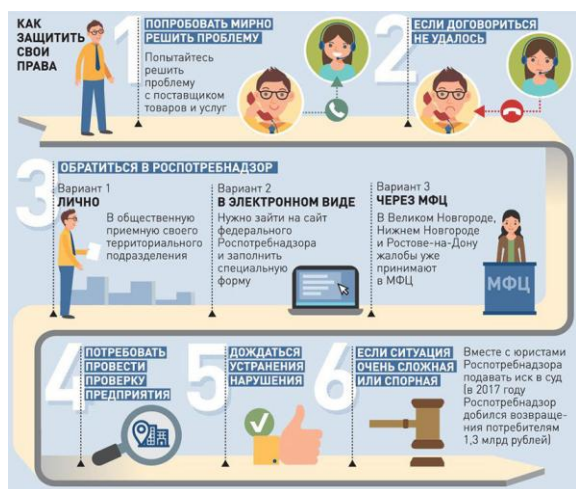 КАК
ЗАЩИТИТЬ
СВОИ
ПРАВА
1
ПОПРОБОВАТЬ МИРНО
РЕШИТЬ ПРОБЛЕМУ
Попытайтесь
решить
проблему
с поставщиком
товаров и услуг
2
ЕСЛИ ДОГОВОРИТЬСЯ
НЕ УДАЛОСЬ
3
ОБРАТИТЬСЯ В РОСПОТРЕБНАДЗОР
Вариант 1
ЛИЧНО
В общественную
приемную своего
территориального
подразделения
Вариант 2
В ЭЛЕКТРОННОМ ВИДЕ
Нужно зайти на сайт
федерального
Роспотребнадзора
и заполнить
специальную
форму
Вариант 3
ЧЕРЕЗ МФЦ
В Великом Новгороде,
Нижнем Новгороде
и Ростове-на-Дону
жалобы уже
принимают
в МФЦ
МФЦ
4
ПОТРЕБОВАТЬ
ПРОВЕСТИ
ПРОВЕРКУ
ПРЕДПРИЯТИЯ
5
ДОЖДАТЬСЯ
УСТРАНЕНИЯ
НАРУШЕНИЯ
6
ЕСЛИ СИТУАЦИЯ
ОЧЕНЬ СЛОЖНАЯ
ИЛИ СПОРНАЯ
Вместе с юристами
Роспотребнадзора
подавать иск в суд
(в 2017 году
Роспотребнадзор
добился возвраще-
ния потребителям
1,3 млрд рублей)